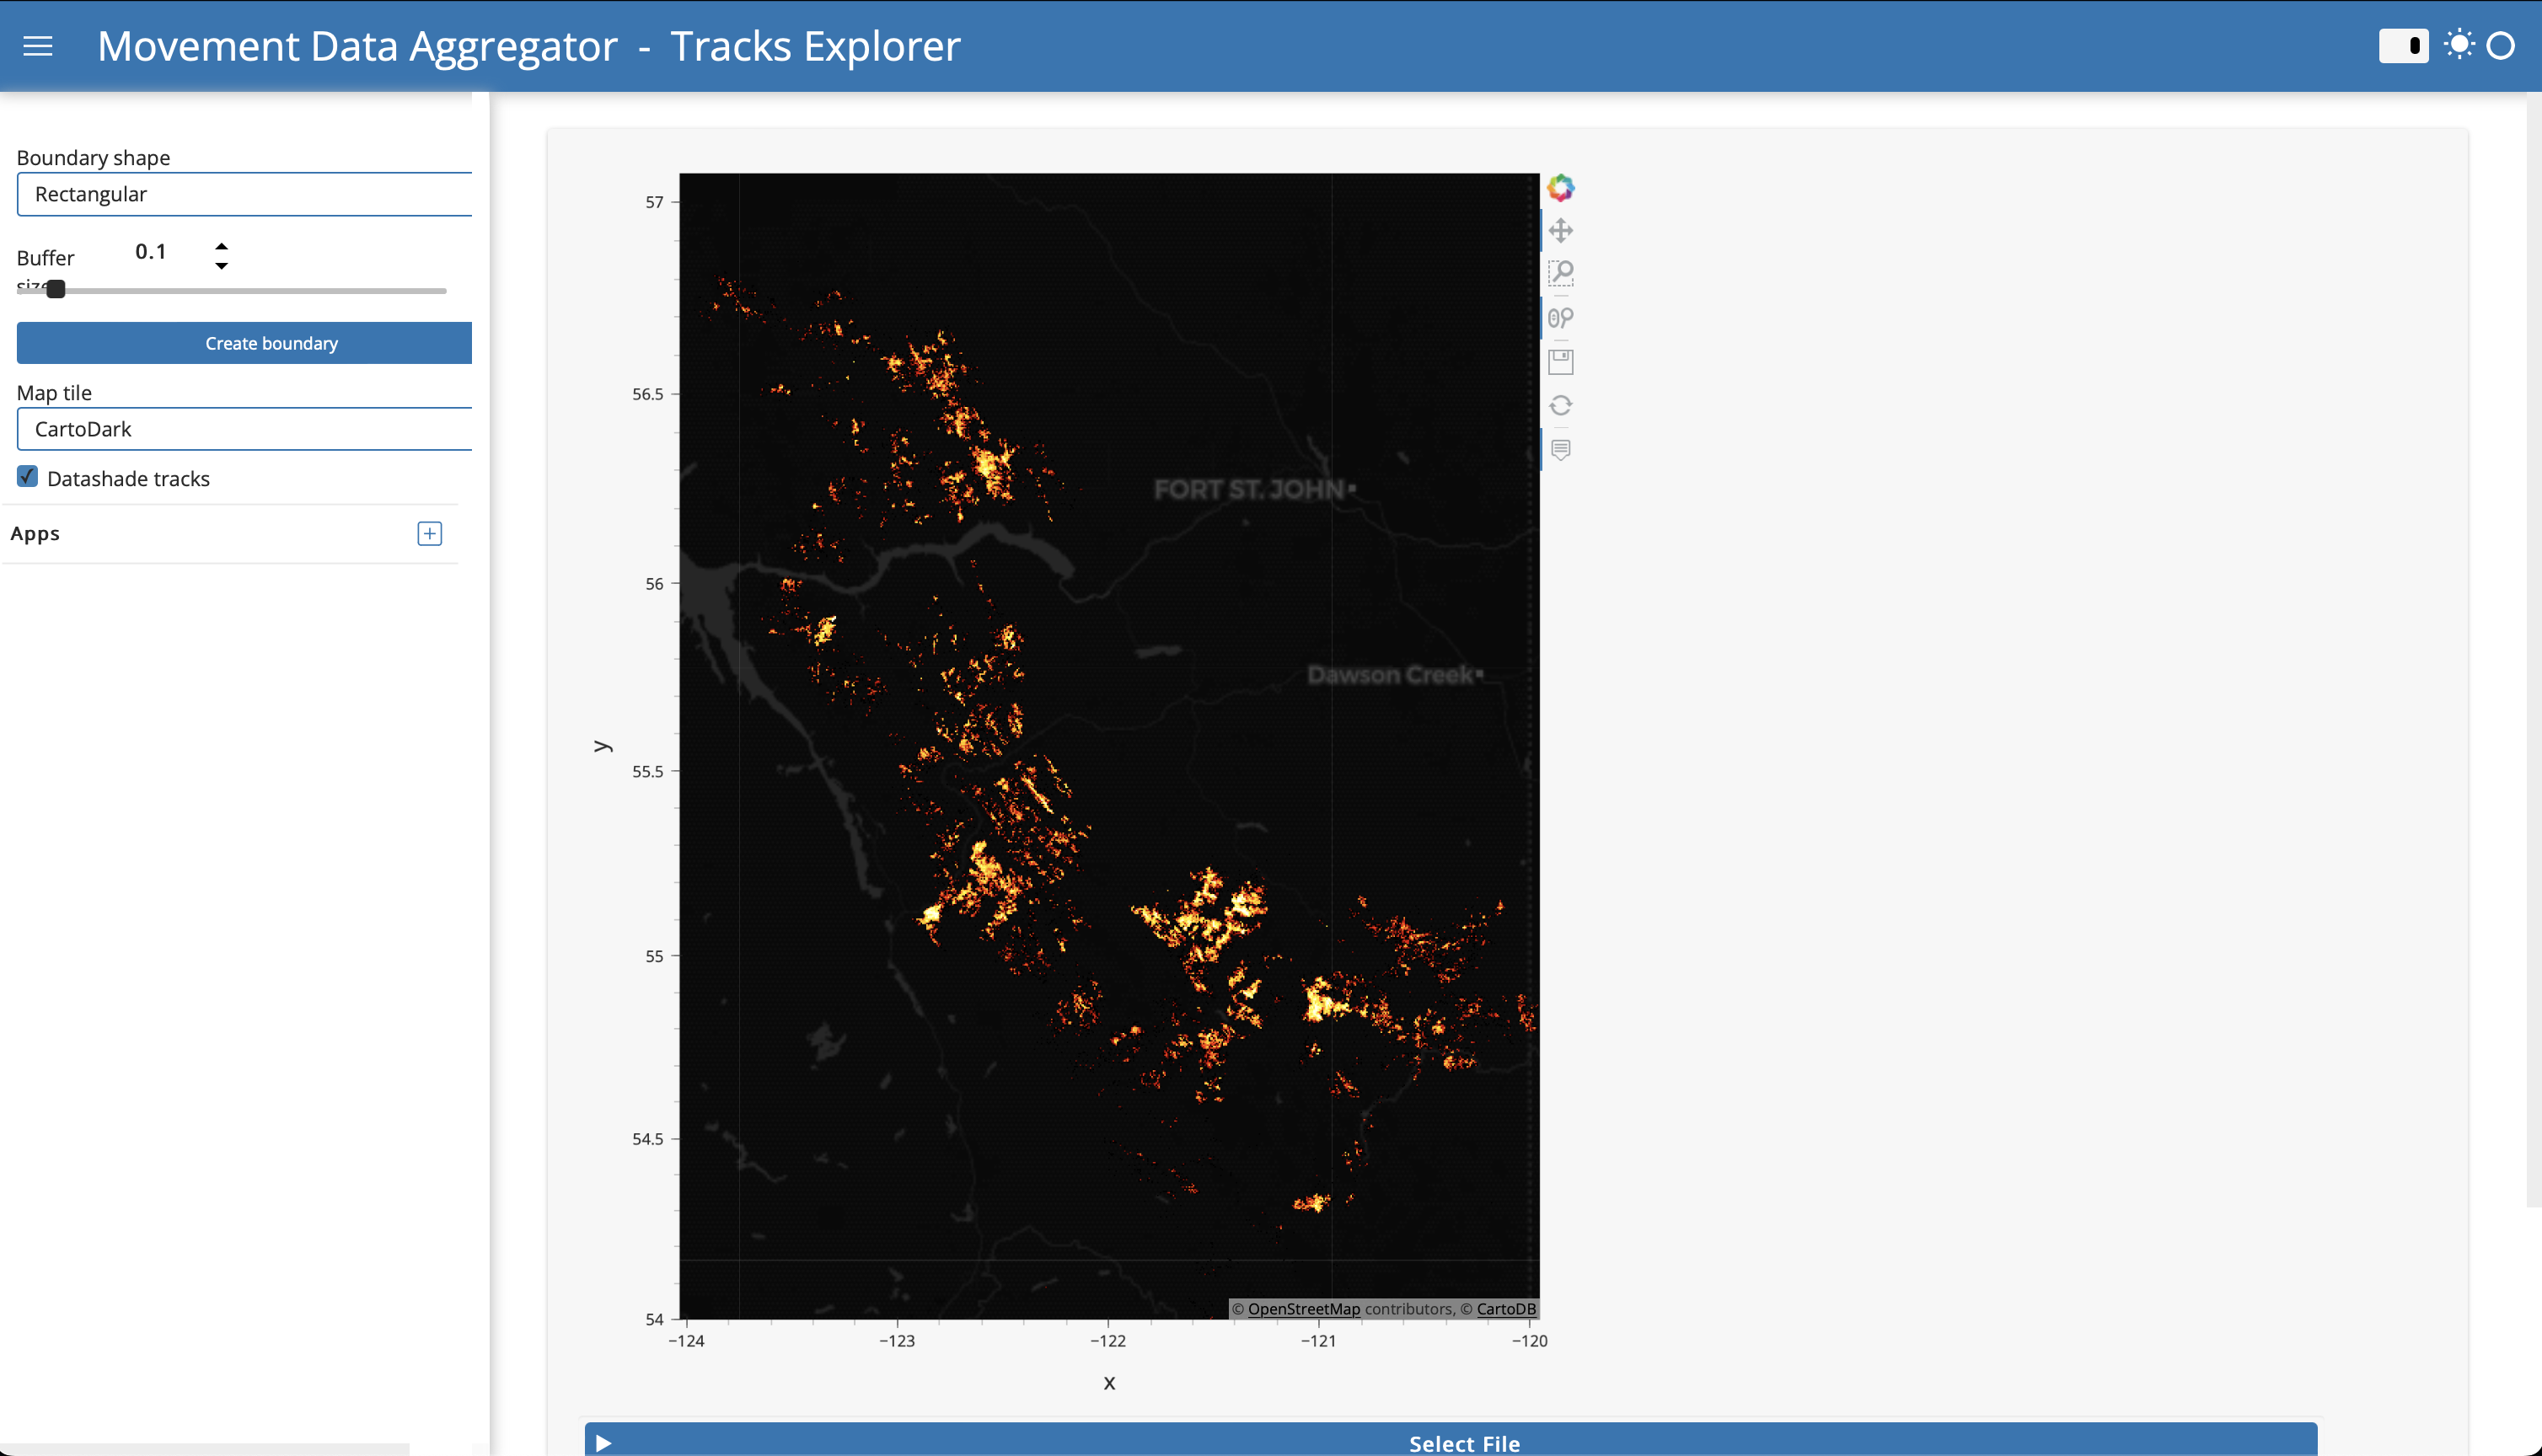 Movement Data Aggregator - Tracks Explorer
Boundary shape
Rectangular
Buffer size
0.1
Create boundary
Map tile
CartoDark
Datashade tracks
Apps
57
56.5
56
55.5
55
54.5
54
y
FORT ST. JOHN
Dawson Creek
© OpenStreetMap contributors, © CartoDB
−124
−123
−122
−121
−120
x
Select File